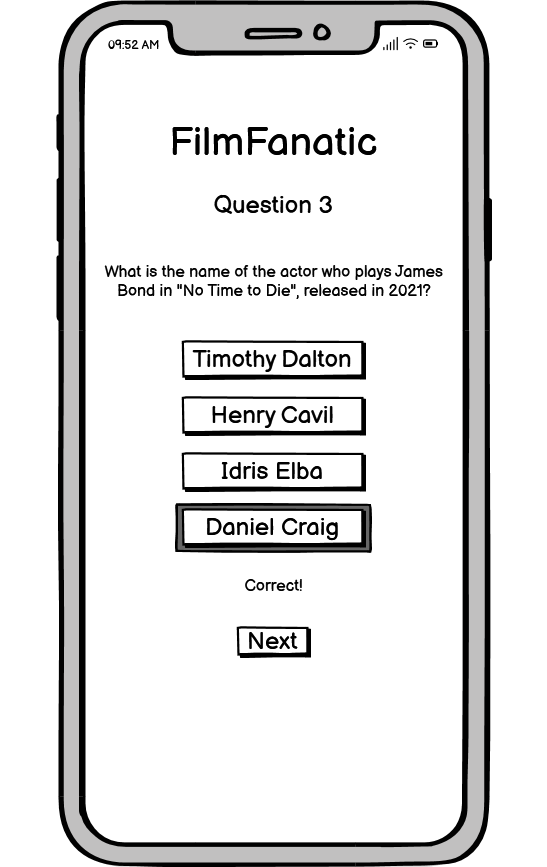 09:52 AM
FilmFanatic
Question 3
What is the name of the actor who plays James
Bond in "No Time to Die", released in 2021?
Timothy Dalton
Henry Cavil
Idris Elba
Daniel Craig
Correct!
Next